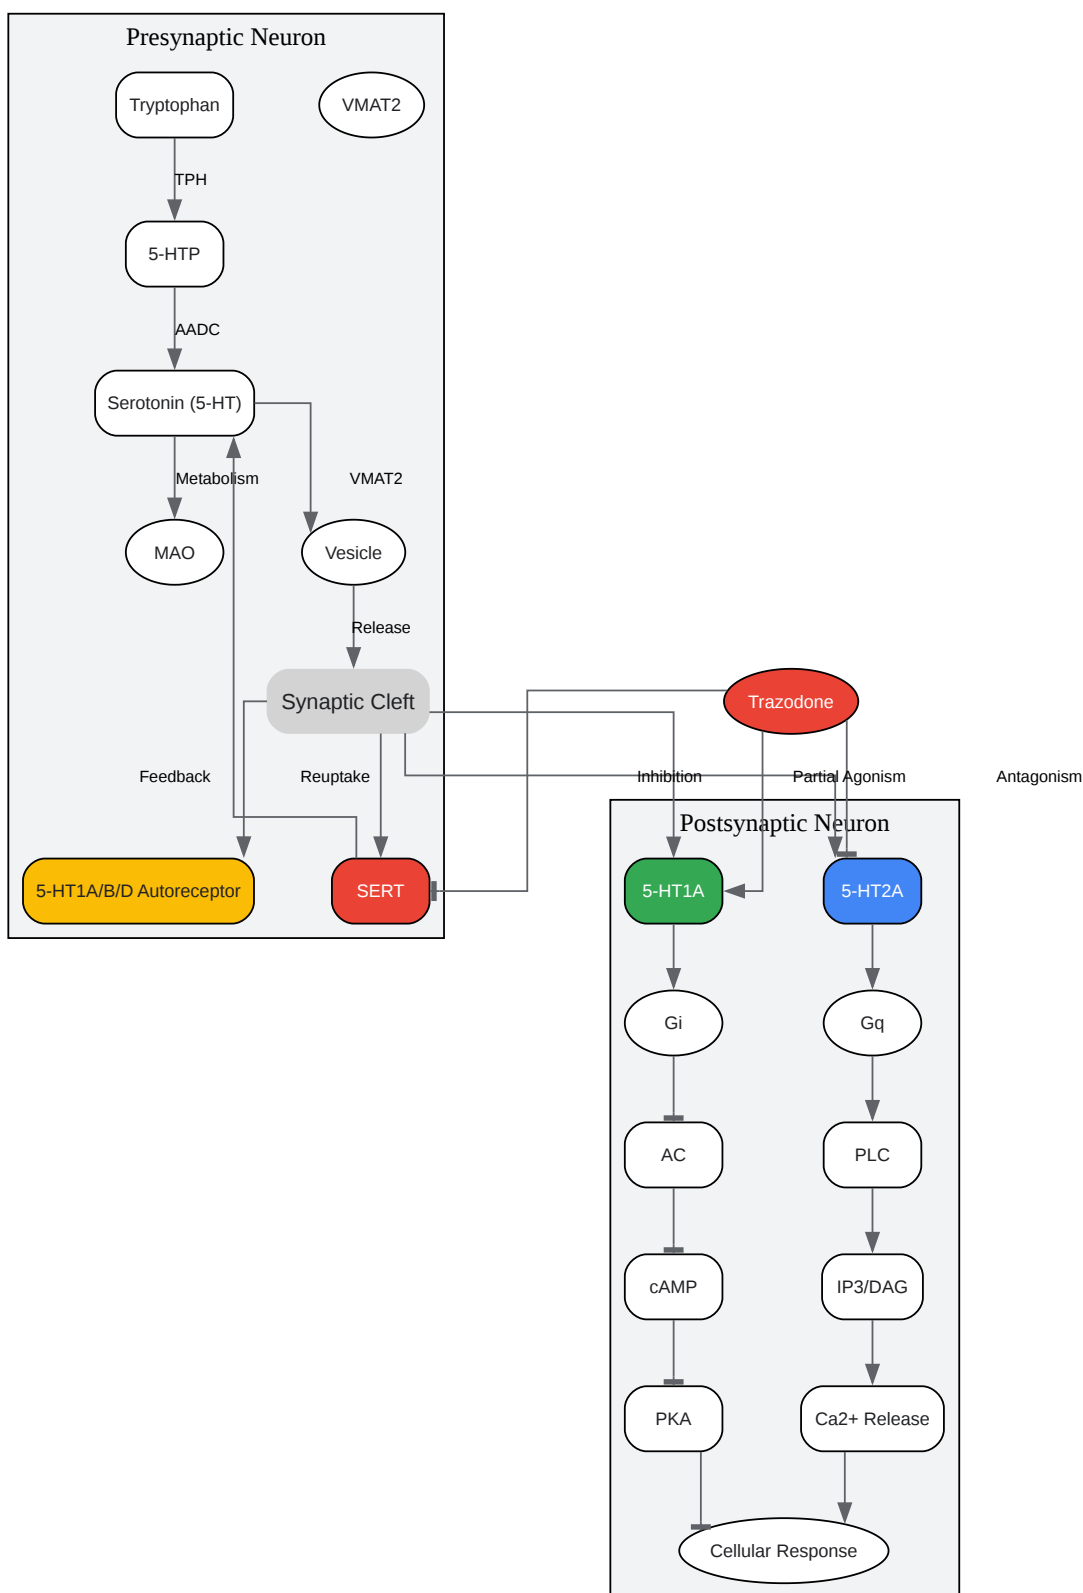 Presynaptic Neuron
Tryptophan
VMAT2
TPH
5-HTP
AADC
Serotonin (5-HT)
Metabolism
VMAT2
MAO
Vesicle
Release
Synaptic Cleft
Trazodone
Feedback
Reuptake
Inhibition
Partial Agonism
Antagonism
Postsynaptic Neuron
5-HT1A/B/D Autoreceptor
SERT
5-HT1A
5-HT2A
Gi
Gq
AC
PLC
cAMP
IP3/DAG
PKA
Ca2+ Release
Cellular Response